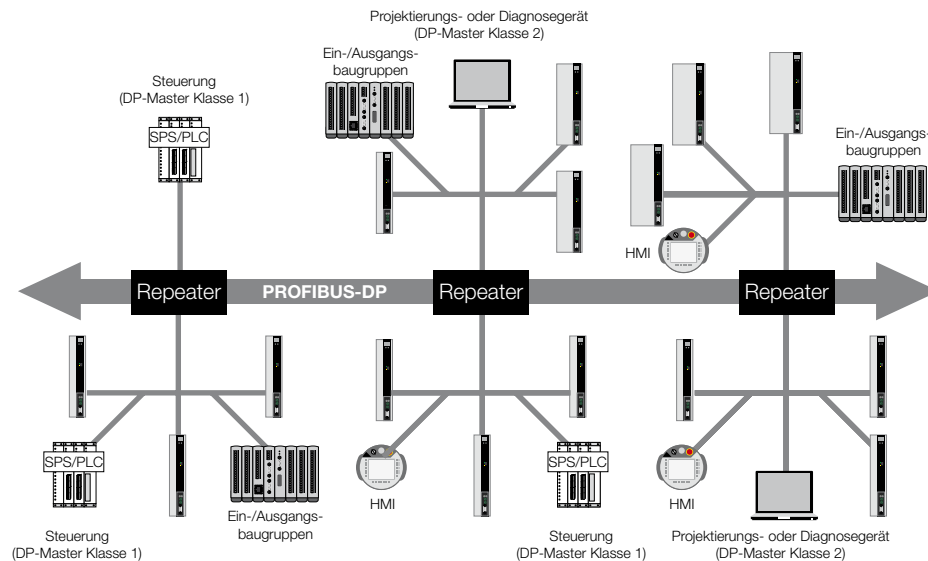 Projektierungs- oder Diagnosegerät
(DP-Master Klasse 2)
Ein-/Ausgangs-
baugruppen
Steuerung
(DP-Master Klasse 1)
SPS/PLC
Ein-/Ausgangs-
baugruppen
HMI
Repeater
PROFIBUS-DP
Repeater
Repeater
SPS/PLC
SPS/PLC
HMI
HMI
Ein-/Ausgangs-
baugruppen
Steuerung
(DP-Master Klasse 1)
Steuerung
(DP-Master Klasse 1)
Projektierungs- oder Diagnosegerät
(DP-Master Klasse 2)